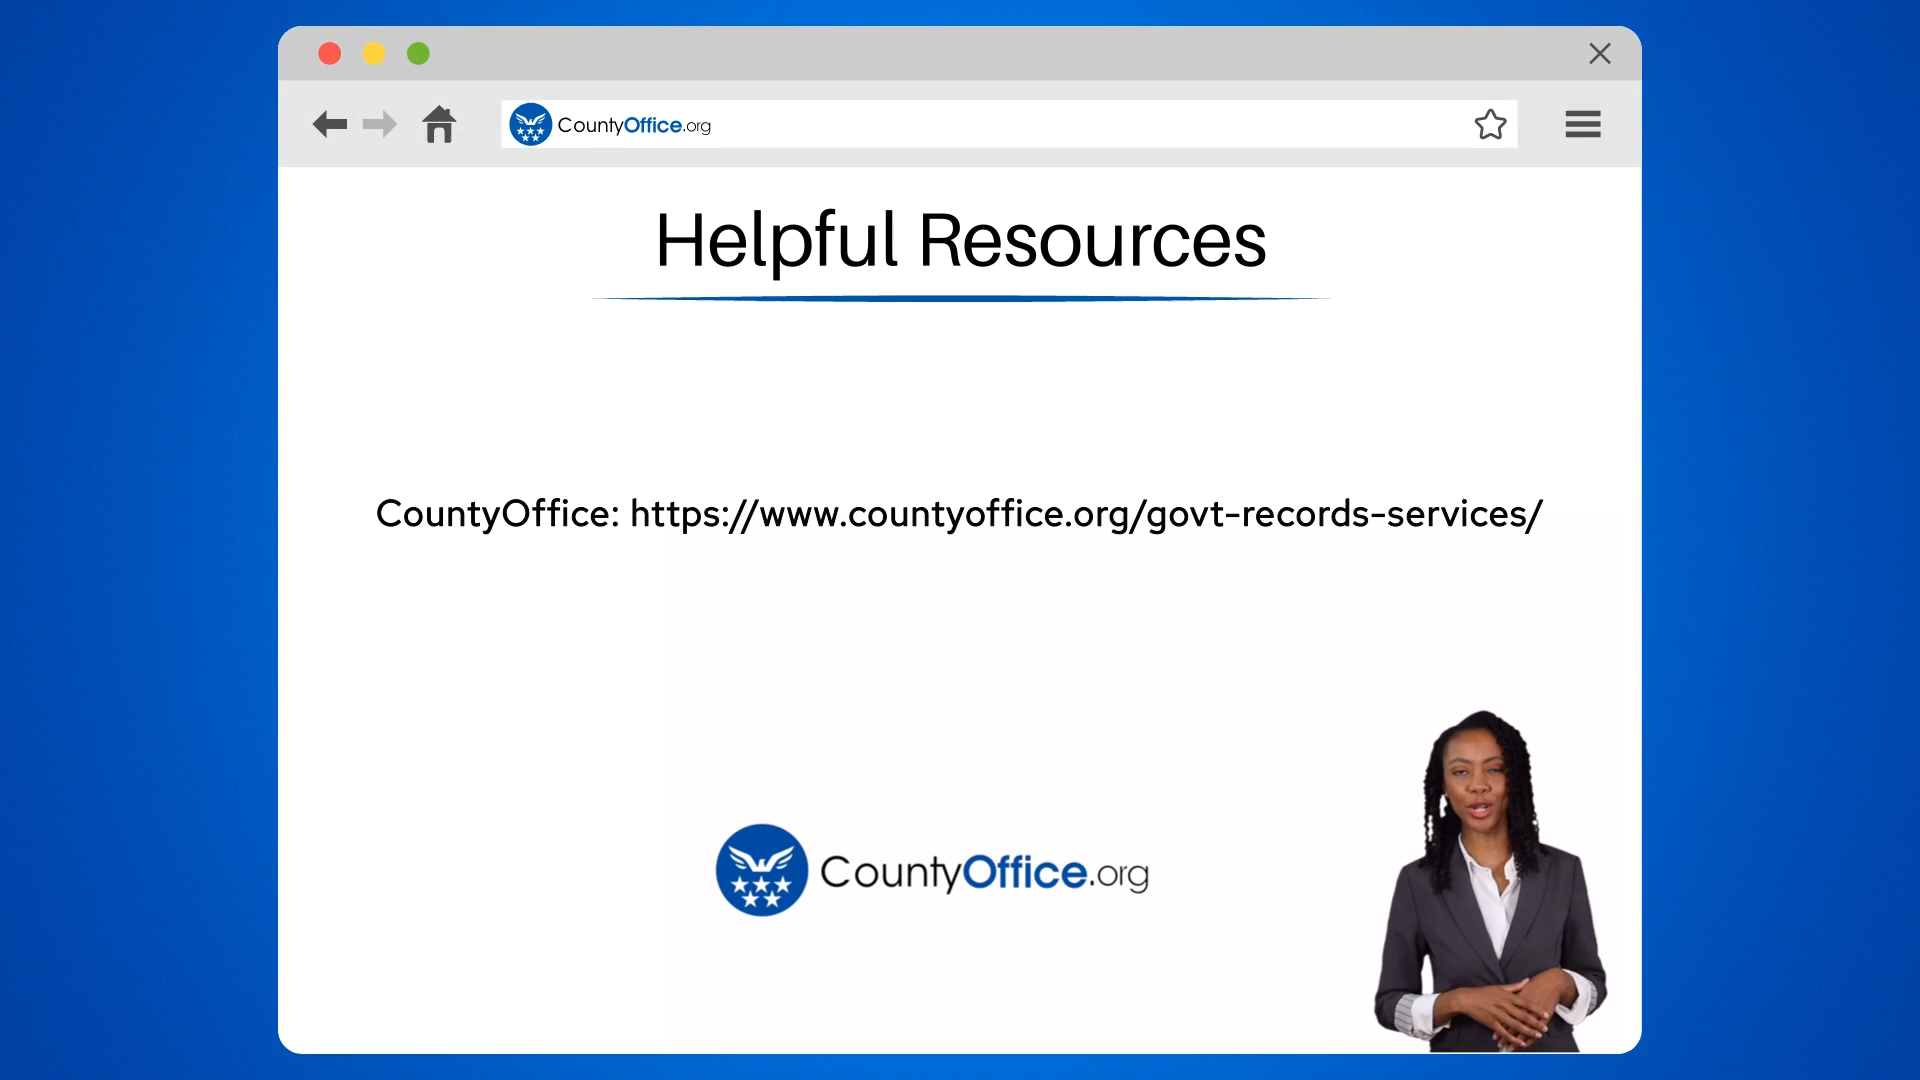 CountyOffice.org
Helpful Resources
CountyOffice: https://www.countyoffice.org/govt-records-services/
CountyOffice.org